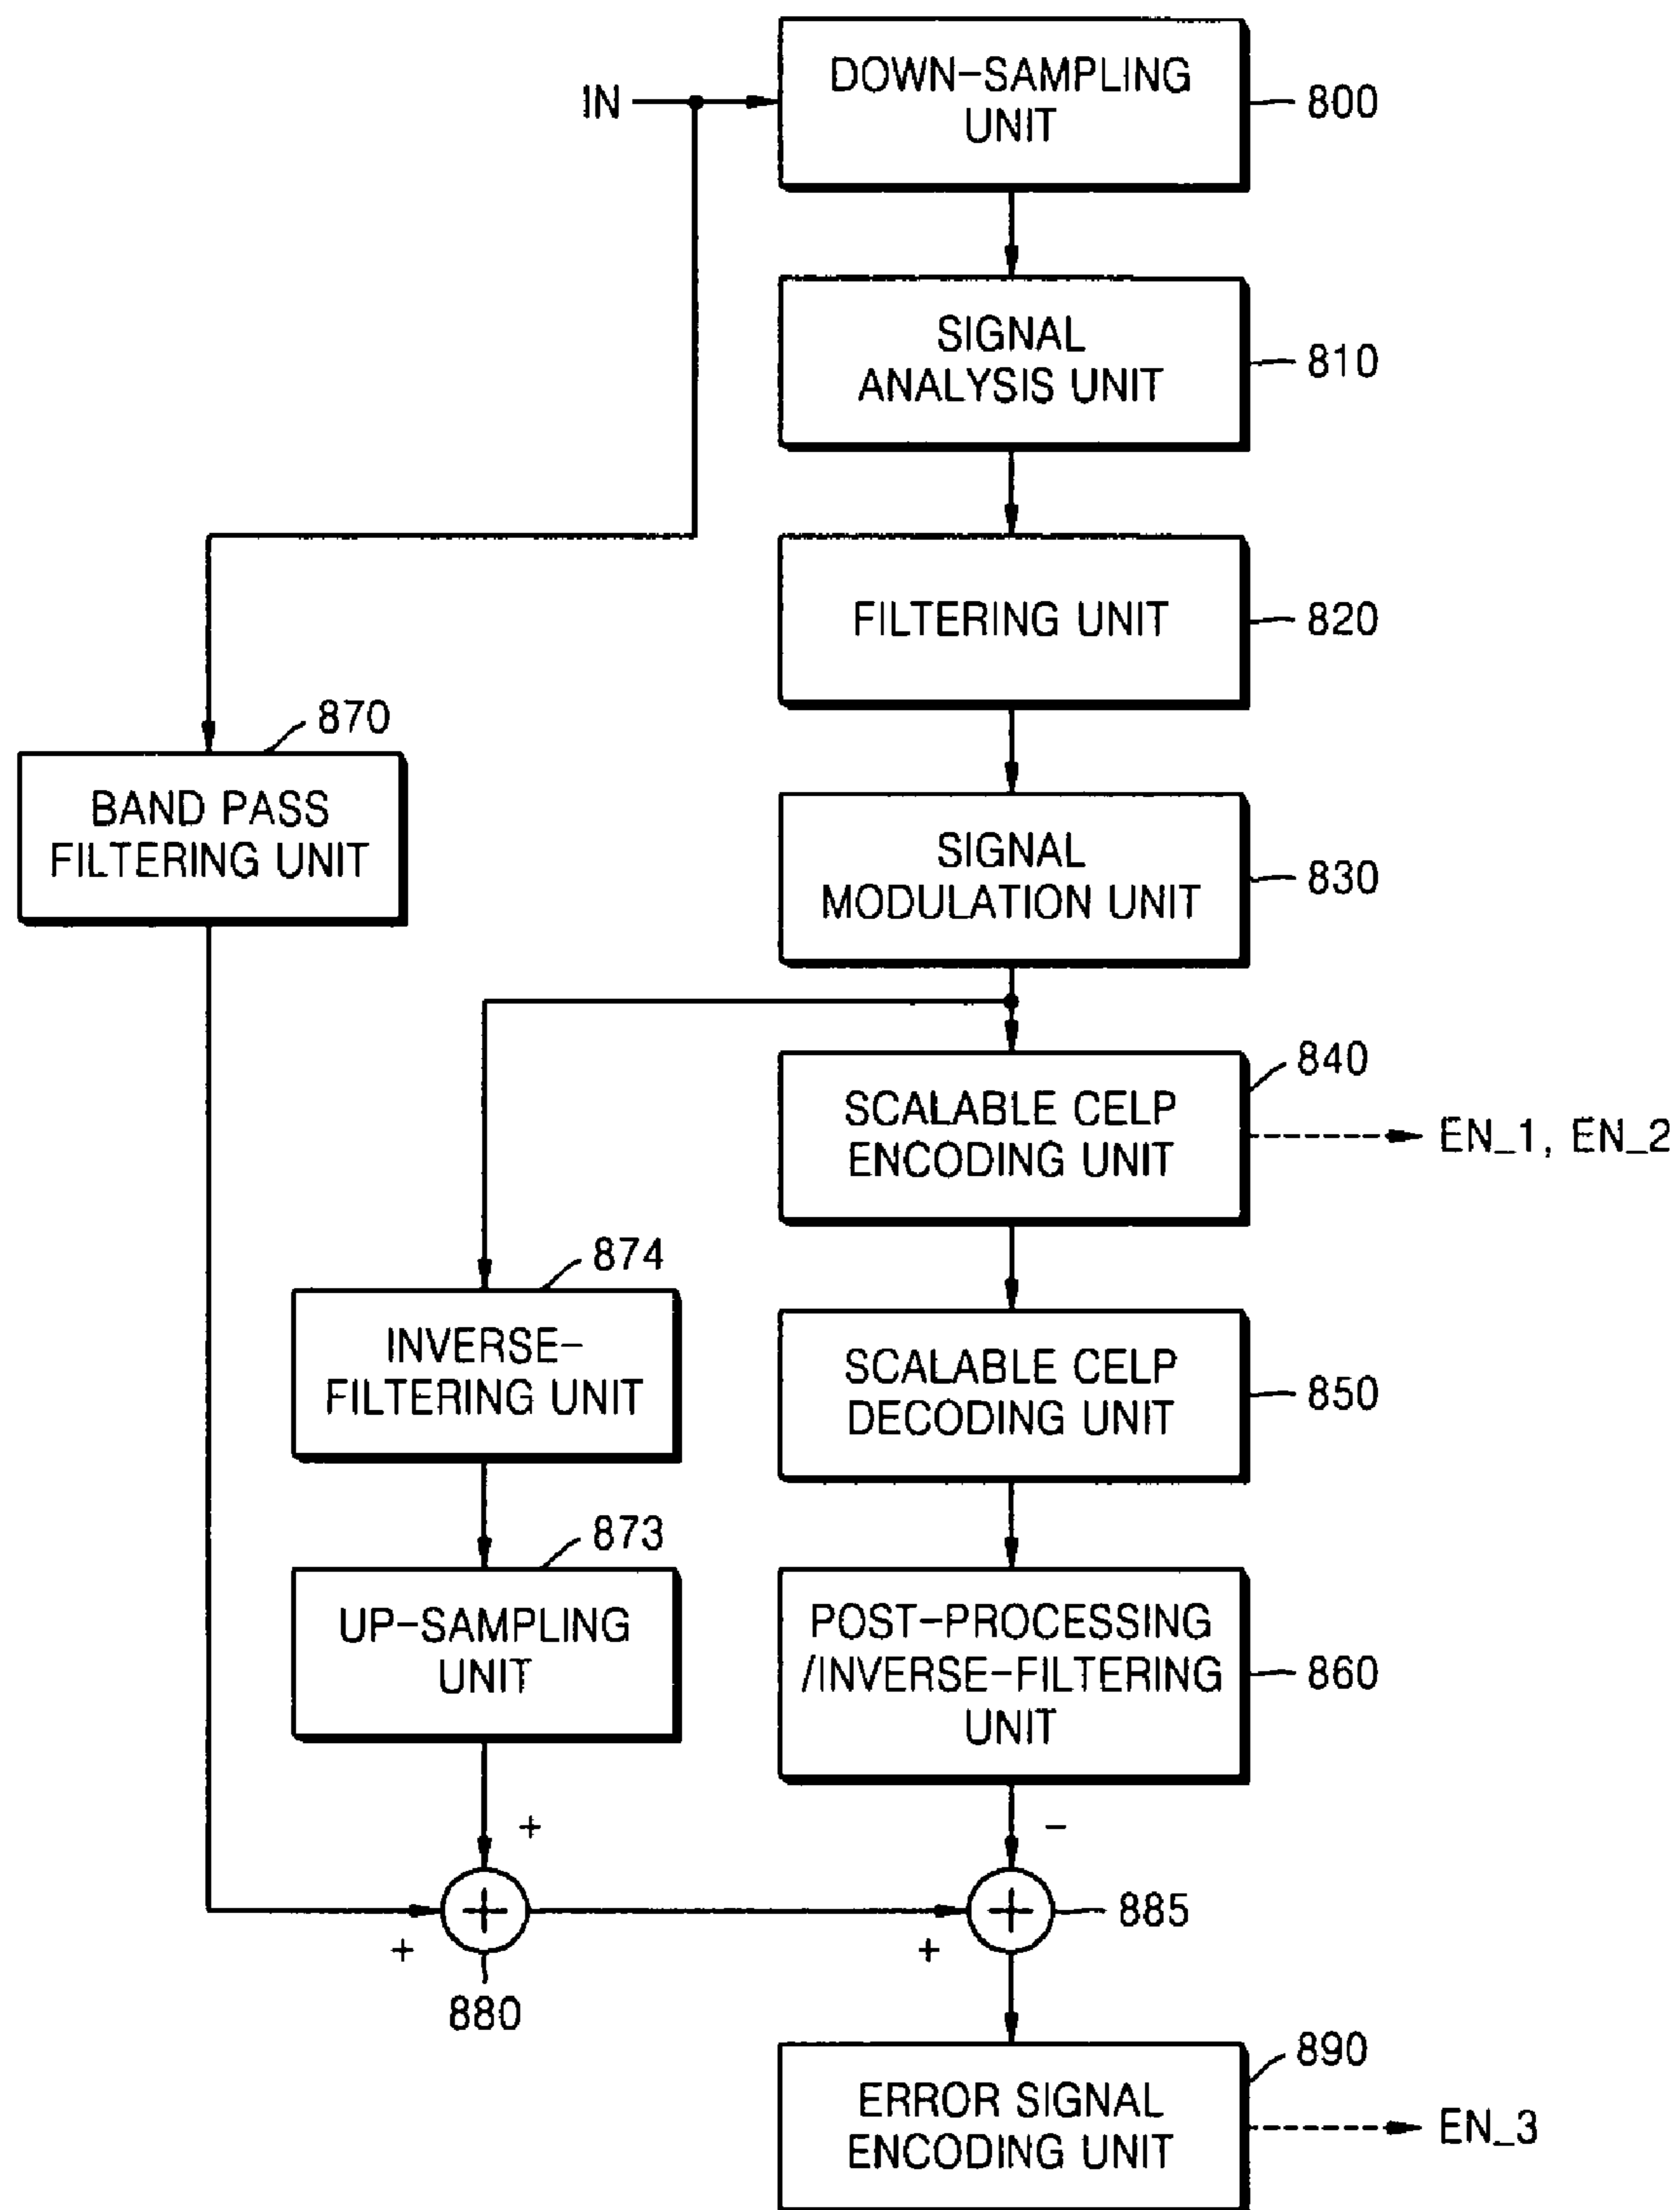 DOWN-SAMPLING
UNIT
IN
800
SIGNAL
ANALYSIS UNIT
810
FILTERING UNIT
820
870
BAND PASS
FILTERING UNIT
SIGNAL
MODULATION UNIT
830
840
SCALABLE CELP
ENCODING UNIT
EN_1, EN_2
874
INVERSE-
FILTERING UNIT
SCALABLE CELP
DECODING UNIT
850
873
UP-SAMPLING
UNIT
POST-PROCESSING
/INVERSE-FILTERING
UNIT
860
+
-
+
+
885
+
+
880
890
ERROR SIGNAL
ENCODING UNIT
EN_3